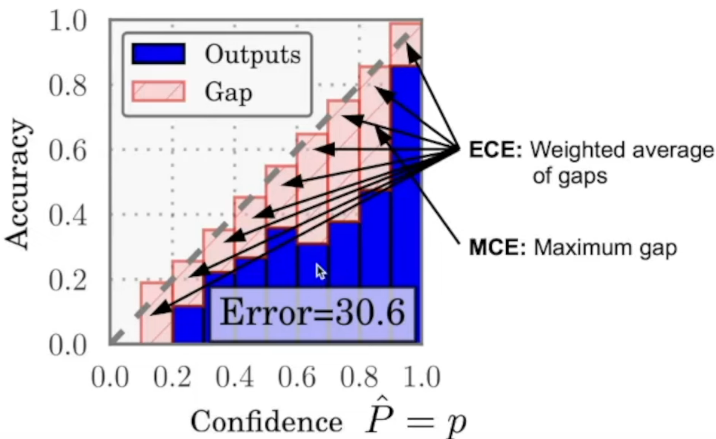 1.0
0.8
0.6
0.4
0.2
0.0
Accuracy
Outputs
Gap
Error=30.6
0.0 0.2 0.4 0.6 0.8 1.0
Confidence P̂ = p
ECE: Weighted average
of gaps
MCE: Maximum gap